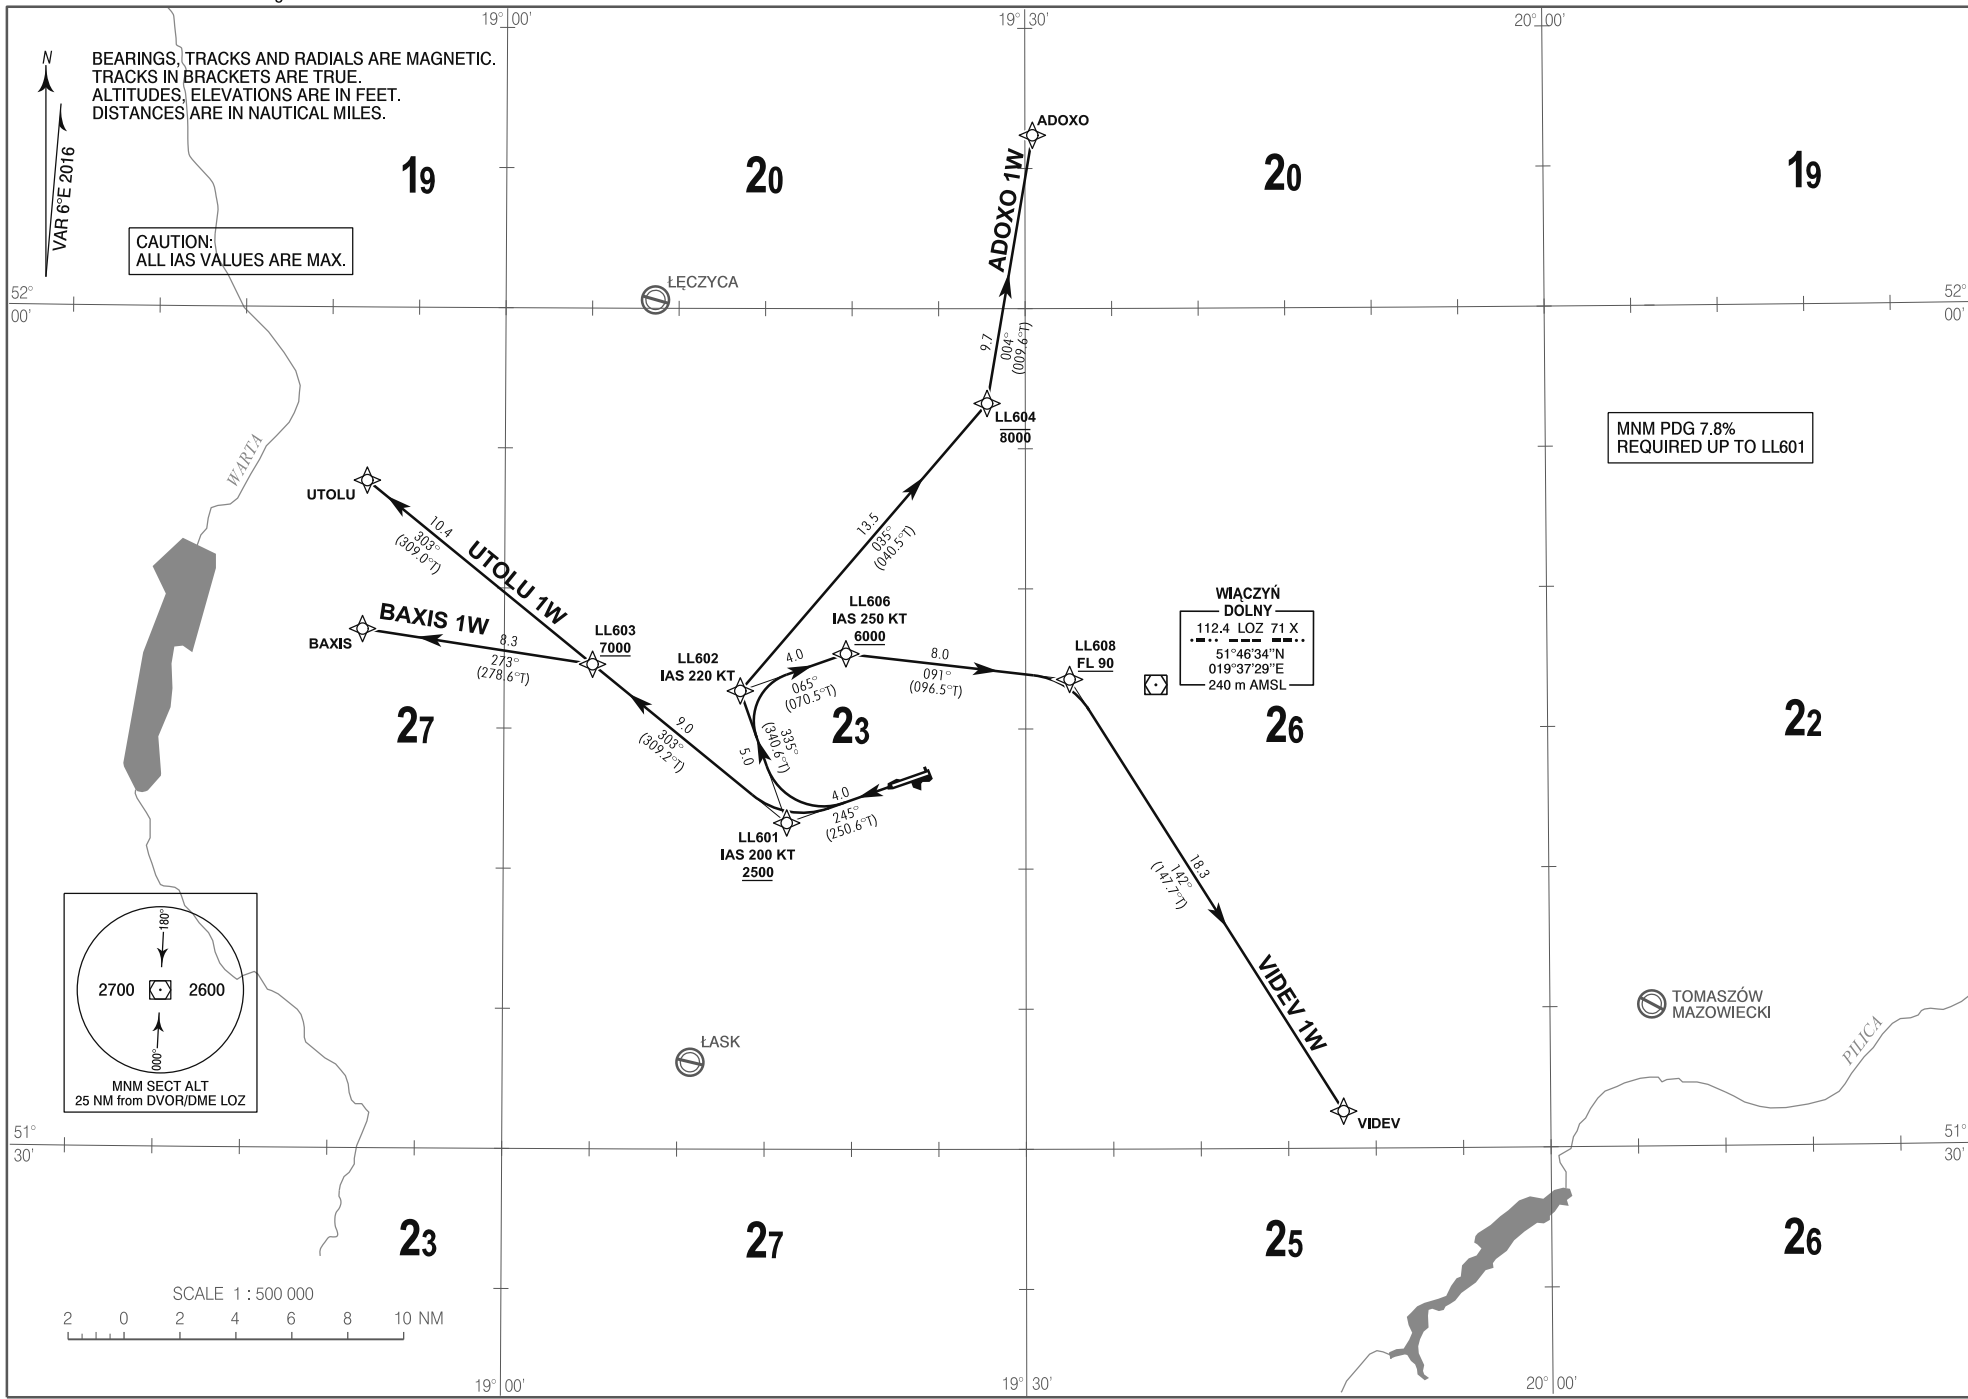 19° 00'
19° 30'
20° 00'
N
VAR 6°E 2016
BEARINGS, TRACKS AND RADIALS ARE MAGNETIC.
TRACKS IN BRACKETS ARE TRUE.
ALTITUDES, ELEVATIONS ARE IN FEET.
DISTANCES ARE IN NAUTICAL MILES.
CAUTION:
ALL IAS VALUES ARE MAX.
19
20
20
19
ADOXO
ADOXO 1W
ŁĘCZYCA
52°
00'
52°
00'
9.7
004°
(009.6°T)
LL604
8000
MNM PDG 7.8%
REQUIRED UP TO LL601
WARTA
UTOLU
10.4
303°
(309.0°T)
UTOLU 1W
13.5
035°
(040.5°T)
BAXIS
BAXIS 1W
8.3
273°
(278.6°T)
LL603
7000
LL602
IAS 220 KT
LL606
IAS 250 KT
6000
4.0
065°
(070.5°T)
8.0
091°
(096.5°T)
LL608
FL 90
WIĄCZYŃ
DOLNY
112.4 LOZ 71 X
51°46'34"N
019°37'29"E
240 m AMSL
27
23
26
22
9.0
303°
(309.2°T)
5.0
335°
(340.6°T)
4.0
245°
(250.6°T)
LL601
IAS 200 KT
2500
18.3
142°
(147.7°T)
VIDEV 1W
VIDEV
180°
2700
2600
000°
MNM SECT ALT
25 NM from DVOR/DME LOZ
ŁASK
TOMASZÓW
MAZOWIECKI
PILICA
51°
30'
51°
30'
23
27
25
26
SCALE 1 : 500 000
2 0 2 4 6 8 10 NM
19° 00'
19° 30'
20° 00'